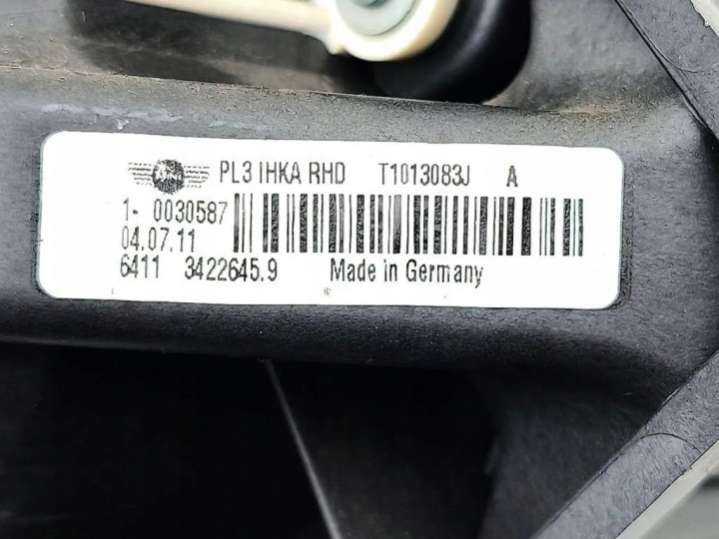 PL3 IHKA RHD T1013083J A
1- 0030587
04.07.11
6411 3422645.9 Made in Germany